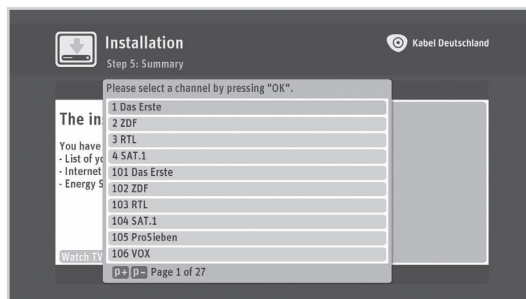 Installation
Kabel Deutschland
Step 5: Summary
Please select a channel by pressing "OK".
1 Das Erste
2 ZDF
3 RTL
4 SAT.1
101 Das Erste
102 ZDF
103 RTL
104 SAT.1
105 ProSieben
106 VOX
P+ P- Page 1 of 27
The in
You have
- List of yo
- Internet
- Energy S
Watch TV